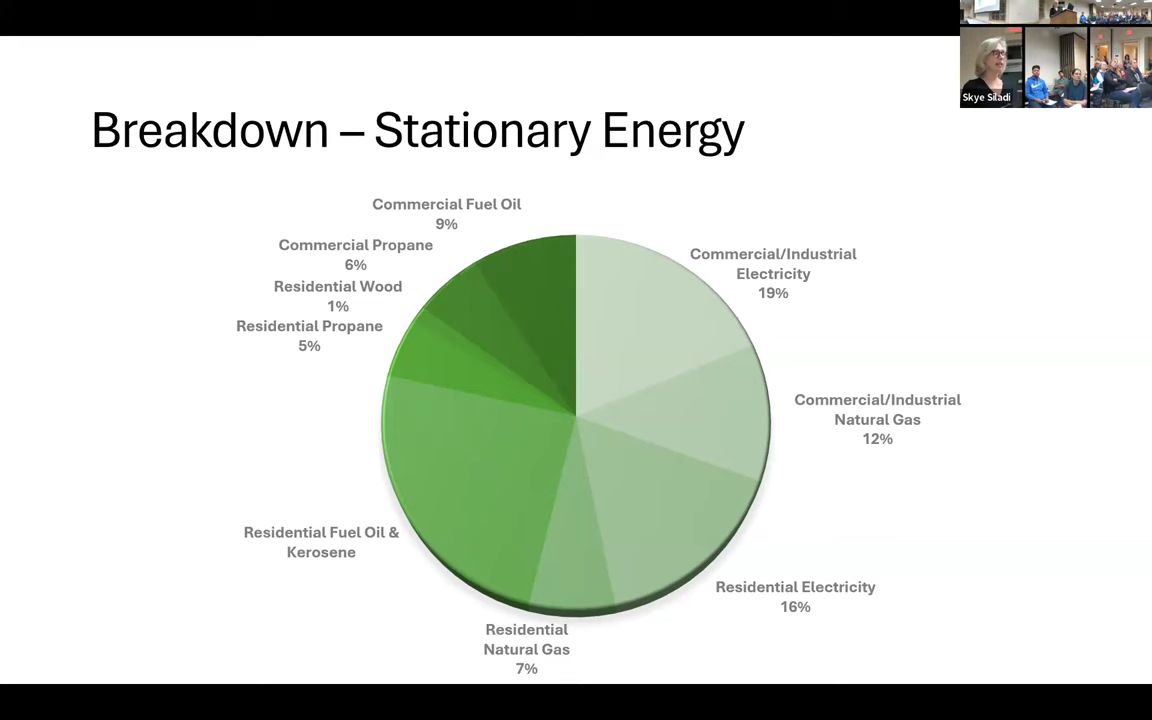 Skye Siladi
Breakdown – Stationary Energy
Commercial Fuel Oil
9%
Commercial Propane
6%
Residential Wood
1%
Residential Propane
5%
Commercial/Industrial
Electricity
19%
Commercial/Industrial
Natural Gas
12%
Residential Fuel Oil &
Kerosene
Residential Electricity
16%
Residential
Natural Gas
7%